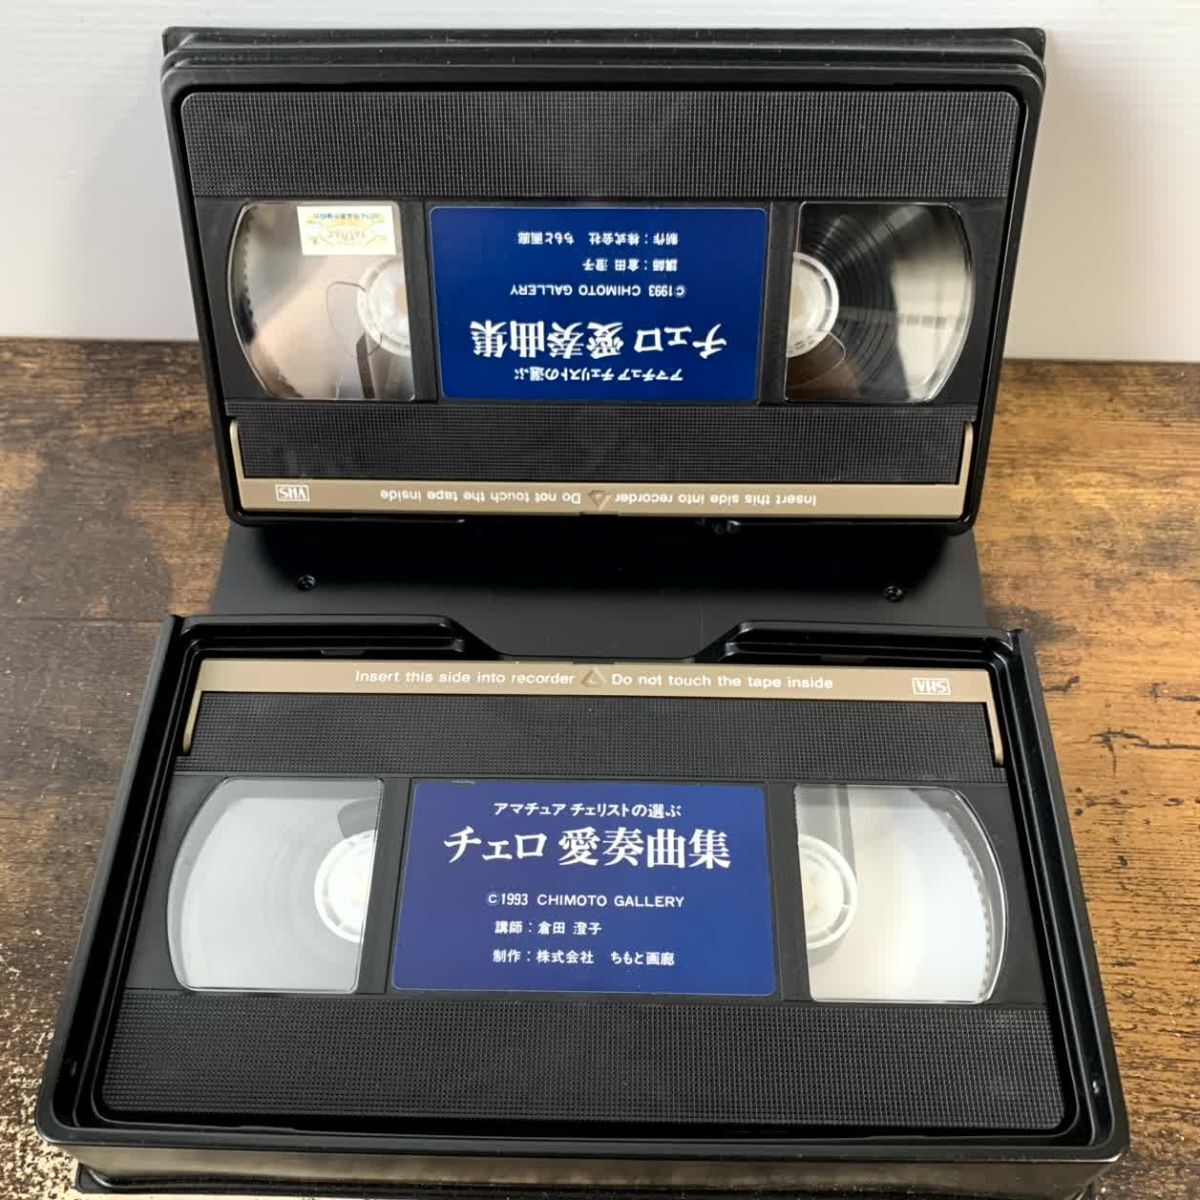 制作：株式会社 ちもと画廊
講師：倉田 澄子
©1993 CHIMOTO GALLERY
チェロ 愛奏曲集
アマチュア チェリストの選ぶ
VHS
Insert this side into recorder Do not touch the tape inside
Insert this side into recorder Do not touch the tape inside
VHS
アマチュア チェリストの選ぶ
チェロ 愛奏曲集
©1993 CHIMOTO GALLERY
講師：倉田 澄子
制作：株式会社 ちもと画廊